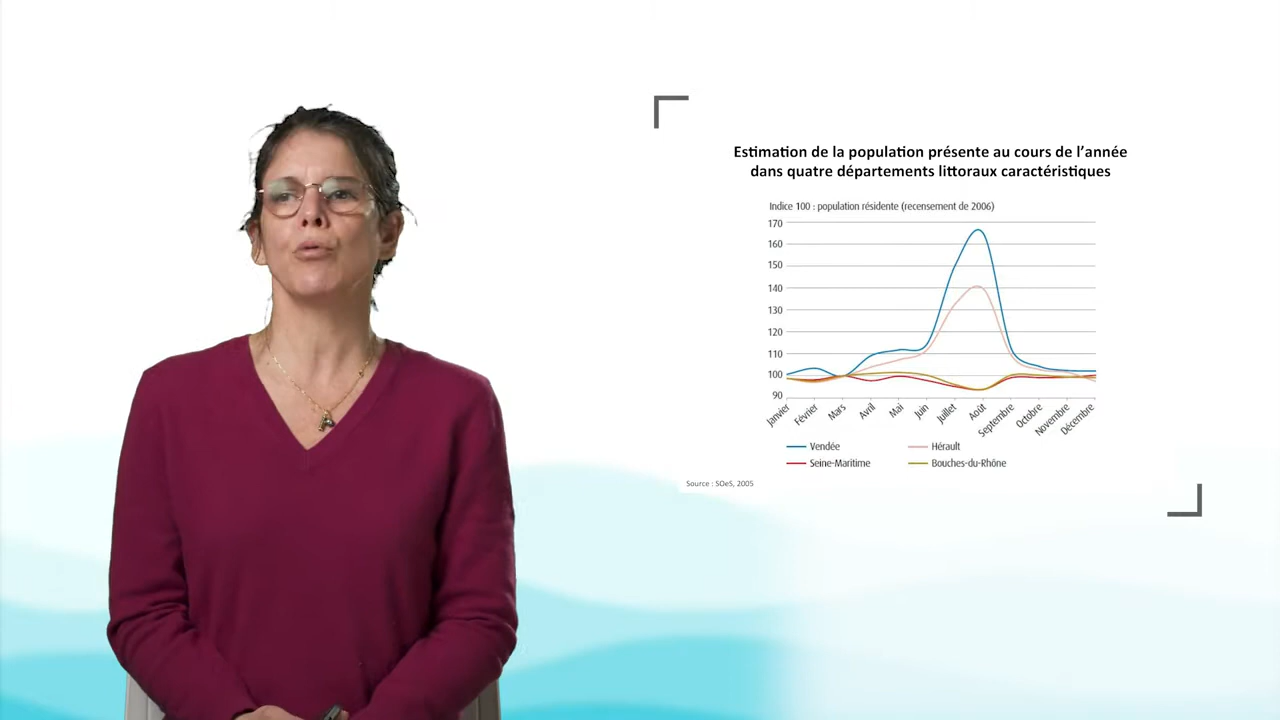 Estimation de la population présente au cours de l'année
dans quatre départements littoraux caractéristiques
Indice 100 : population résidente (recensement de 2006)
170
160
150
140
130
120
110
100
90
Janvier
Février
Mars
Avril
Mai
Juin
Juillet
Août
Septembre
Octobre
Novembre
Décembre
Vendée
Hérault
Seine-Maritime
Bouches-du-Rhône
Source : SOeS, 2005